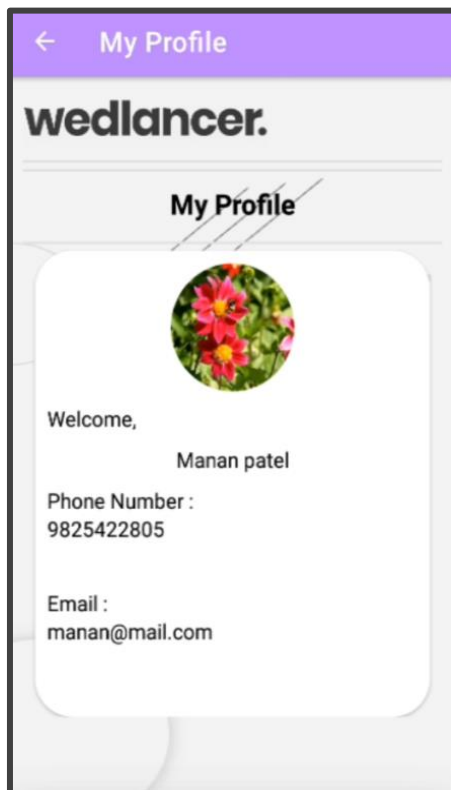 My Profile
wedlancer.
My Profile
Welcome,
Manan patel
Phone Number :
9825422805
Email :
manan@mail.com